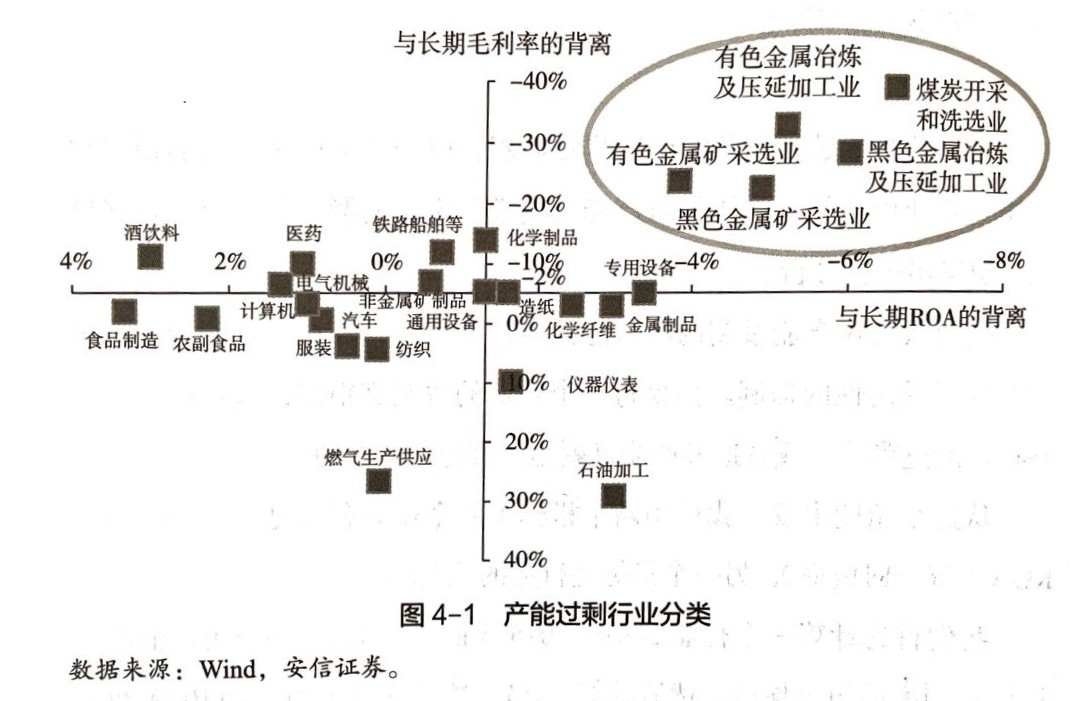 与长期毛利率的背离
-40%
有色金属冶炼
及压延加工业
煤炭开采
和洗选业
-30%
有色金属矿采选业
黑色金属冶炼
及压延加工业
-20%
黑色金属矿采选业
酒饮料
医药
铁路船舶等
化学制品
4%
2%
0%
-10%
-2%
专用设备
-4%
-6%
-8%
电气机械
非金属矿制品
计算机
汽车
通用设备
造纸
0%
化学纤维
金属制品
与长期ROA的背离
食品制造
农副食品
服装
纺织
10%
仪器仪表
20%
燃气生产供应
石油加工
30%
40%
图 4-1 产能过剩行业分类
数据来源：Wind，安信证券。